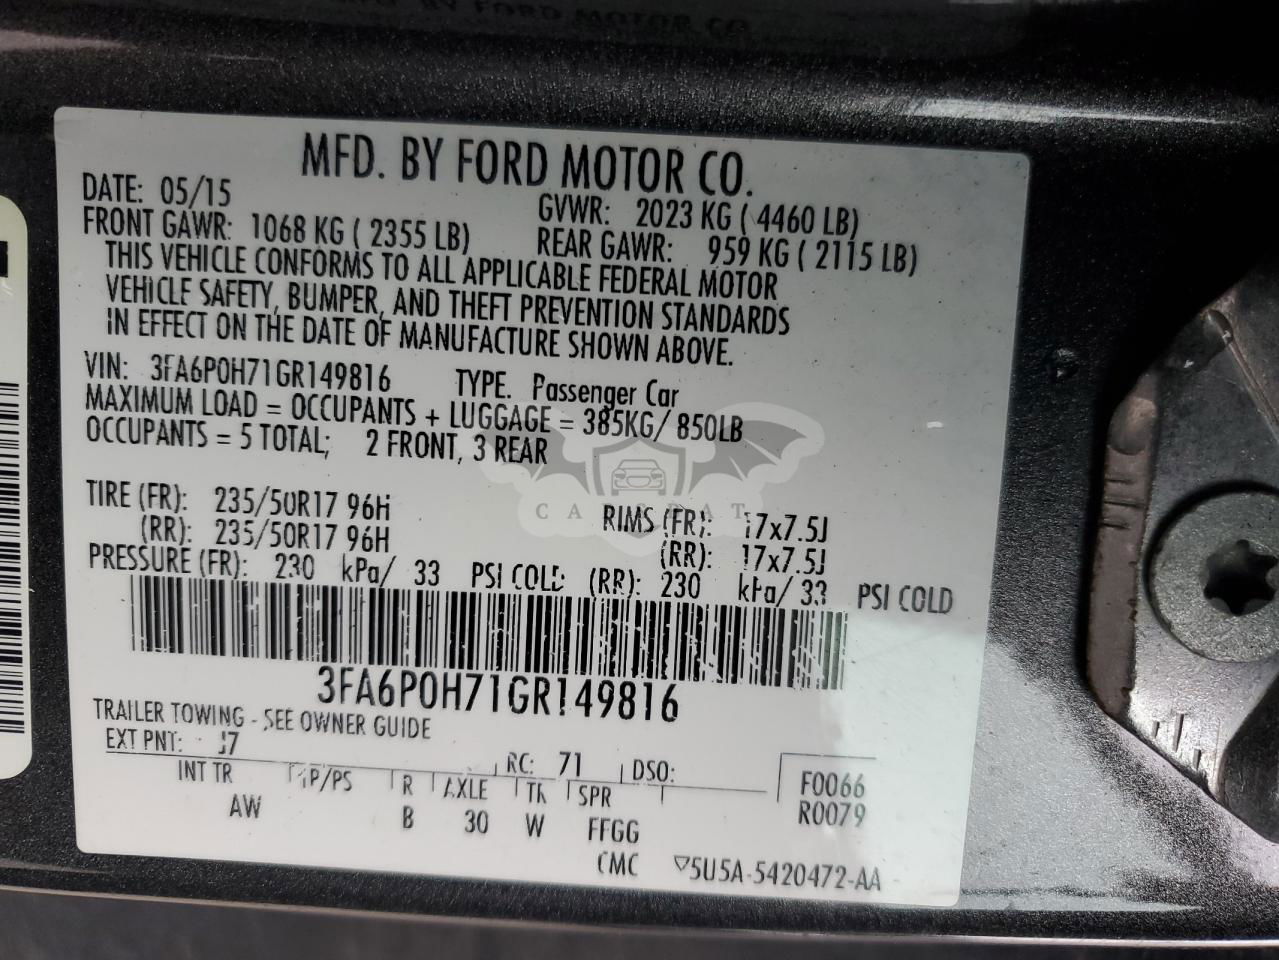 MFD. BY FORD MOTOR CO.
DATE: 05/15 GVWR: 2023 KG ( 4460 LB)
FRONT GAWR: 1068 KG ( 2355 LB) REAR GAWR: 959 KG ( 2115 LB)
THIS VEHICLE CONFORMS TO ALL APPLICABLE FEDERAL MOTOR
VEHICLE SAFETY, BUMPER, AND THEFT PREVENTION STANDARDS
IN EFFECT ON THE DATE OF MANUFACTURE SHOWN ABOVE.
VIN: 3FA6P0H71GR149816 TYPE. Passenger Car
MAXIMUM LOAD = OCCUPANTS + LUGGAGE = 385KG/ 850LB
OCCUPANTS = 5 TOTAL; 2 FRONT, 3 REAR
TIRE (FR): 235/50R17 96H RIMS (FR): 17x7.5J
(RR): 235/50R17 96H (RR): 17x7.5J
PRESSURE (FR): 230 kPa/ 33 PSI COLD (RR): 230 kPa/ 33 PSI COLD
3FA6P0H71GR149816
TRAILER TOWING - SEE OWNER GUIDE
EXT PNT: J7 RC: 71 DSO: F0066
INT TR TP/PS R AXLE TR SPR R0079
AW B 30 W FFGG
CMC 5U5A-5420472-AA